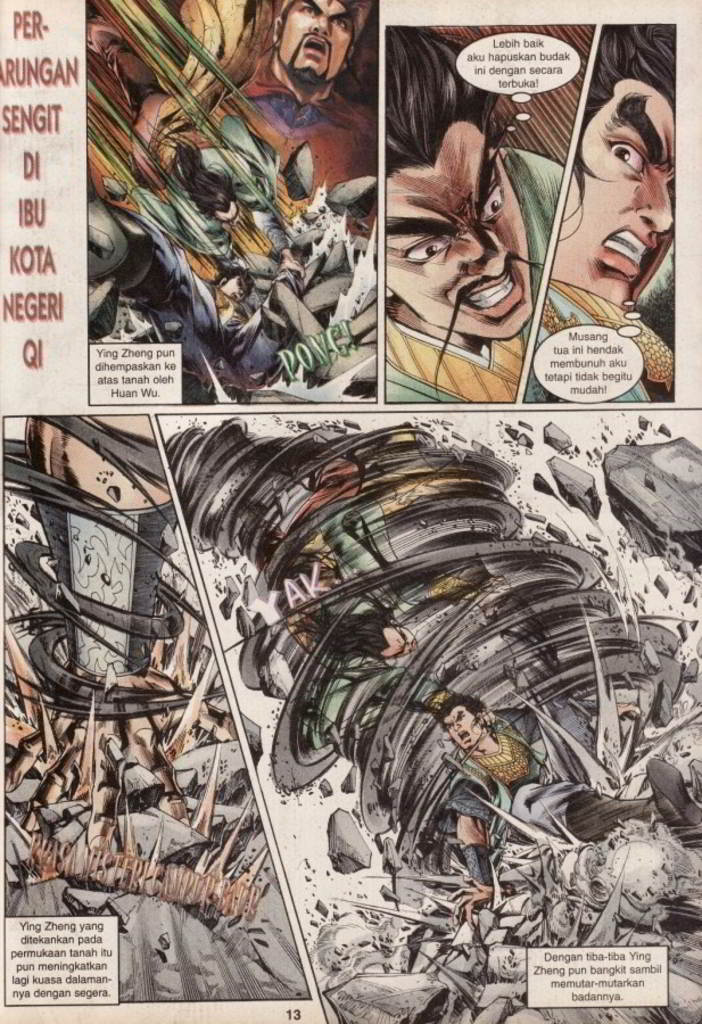 PER-
ARUNGAN
SENGIT
DI
IBU
KOTA
NEGERI
QI
Ying Zheng pun
dihempaskan ke
atas tanah oleh
Huan Wu.
Lebih baik
aku hapuskan budak
ini dengan secara
terbuka!
Musang
tua ini hendak
membunuh aku
tetapi tidak begitu
mudah!
YAK
Ying Zheng yang
ditekankan pada
permukaan tanah itu
pun meningkatkan
lagi kuasa dalaman-
nya dengan segera.
Dengan tiba-tiba Ying
Zheng pun bangkit sambil
memutar-mutarkan
badannya.
13